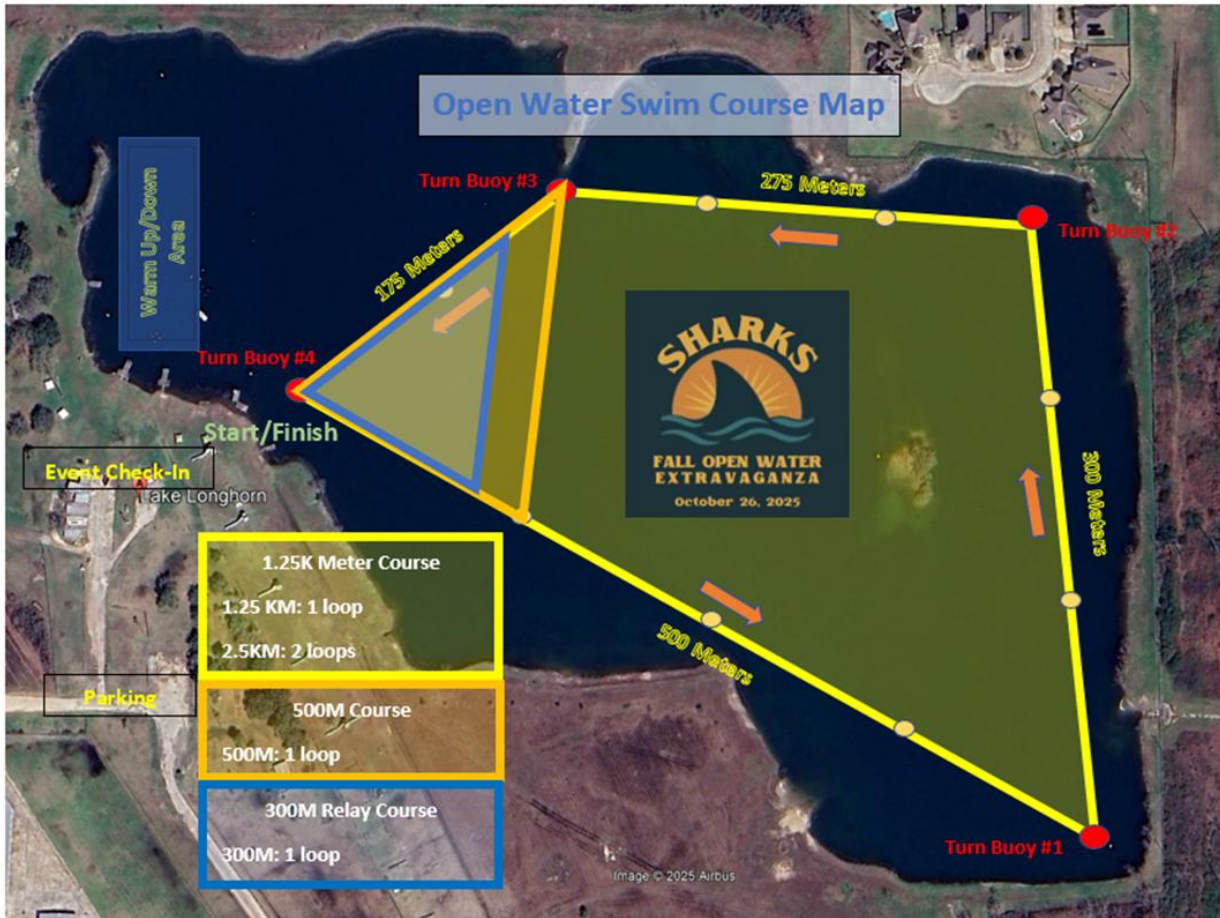 Open Water Swim Course Map
Warm Up/Down
Area
Turn Buoy #3
275 Meters
Turn Buoy #2
175 Meters
Turn Buoy #4
Start/Finish
SHARKS
FALL OPEN WATER
EXTRAVAGANZA
October 26, 2025
Event Check-In
Lake Longhorn
300 Meters
1.25K Meter Course
1.25 KM: 1 loop
2.5KM: 2 loops
500 Meters
Parking
500M Course
500M: 1 loop
300M Relay Course
300M: 1 loop
Turn Buoy #1
Image © 2025 Airbus